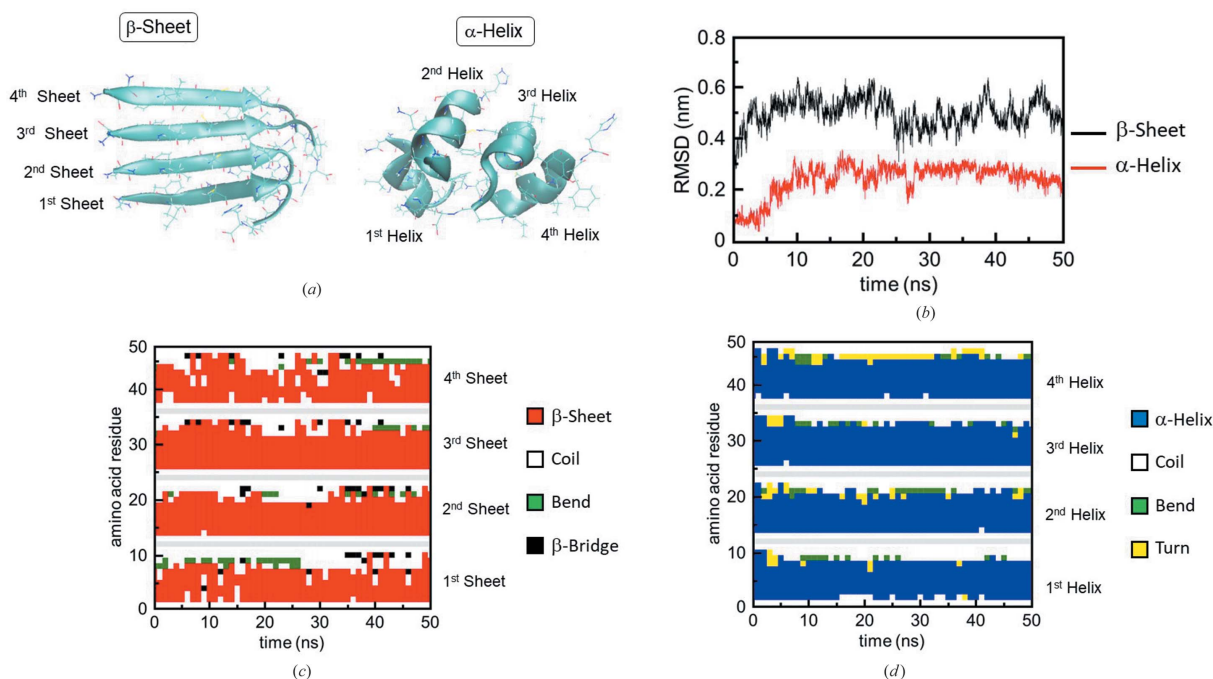 β-Sheet
α-Helix
4th Sheet
3rd Sheet
2nd Sheet
1st Sheet
2nd Helix
3rd Helix
1st Helix
4th Helix
(a)
0.8
0.6
0.4
0.2
0
RMSD (nm)
0 10 20 30 40 50
time (ns)
β-Sheet
α-Helix
(b)
50
40
30
20
10
0
amino acid residue
0 10 20 30 40 50
time (ns)
4th Sheet
3rd Sheet
2nd Sheet
1st Sheet
β-Sheet
Coil
Bend
β-Bridge
(c)
50
40
30
20
10
0
amino acid residue
0 10 20 30 40 50
time (ns)
4th Helix
3rd Helix
2nd Helix
1st Helix
α-Helix
Coil
Bend
Turn
(d)